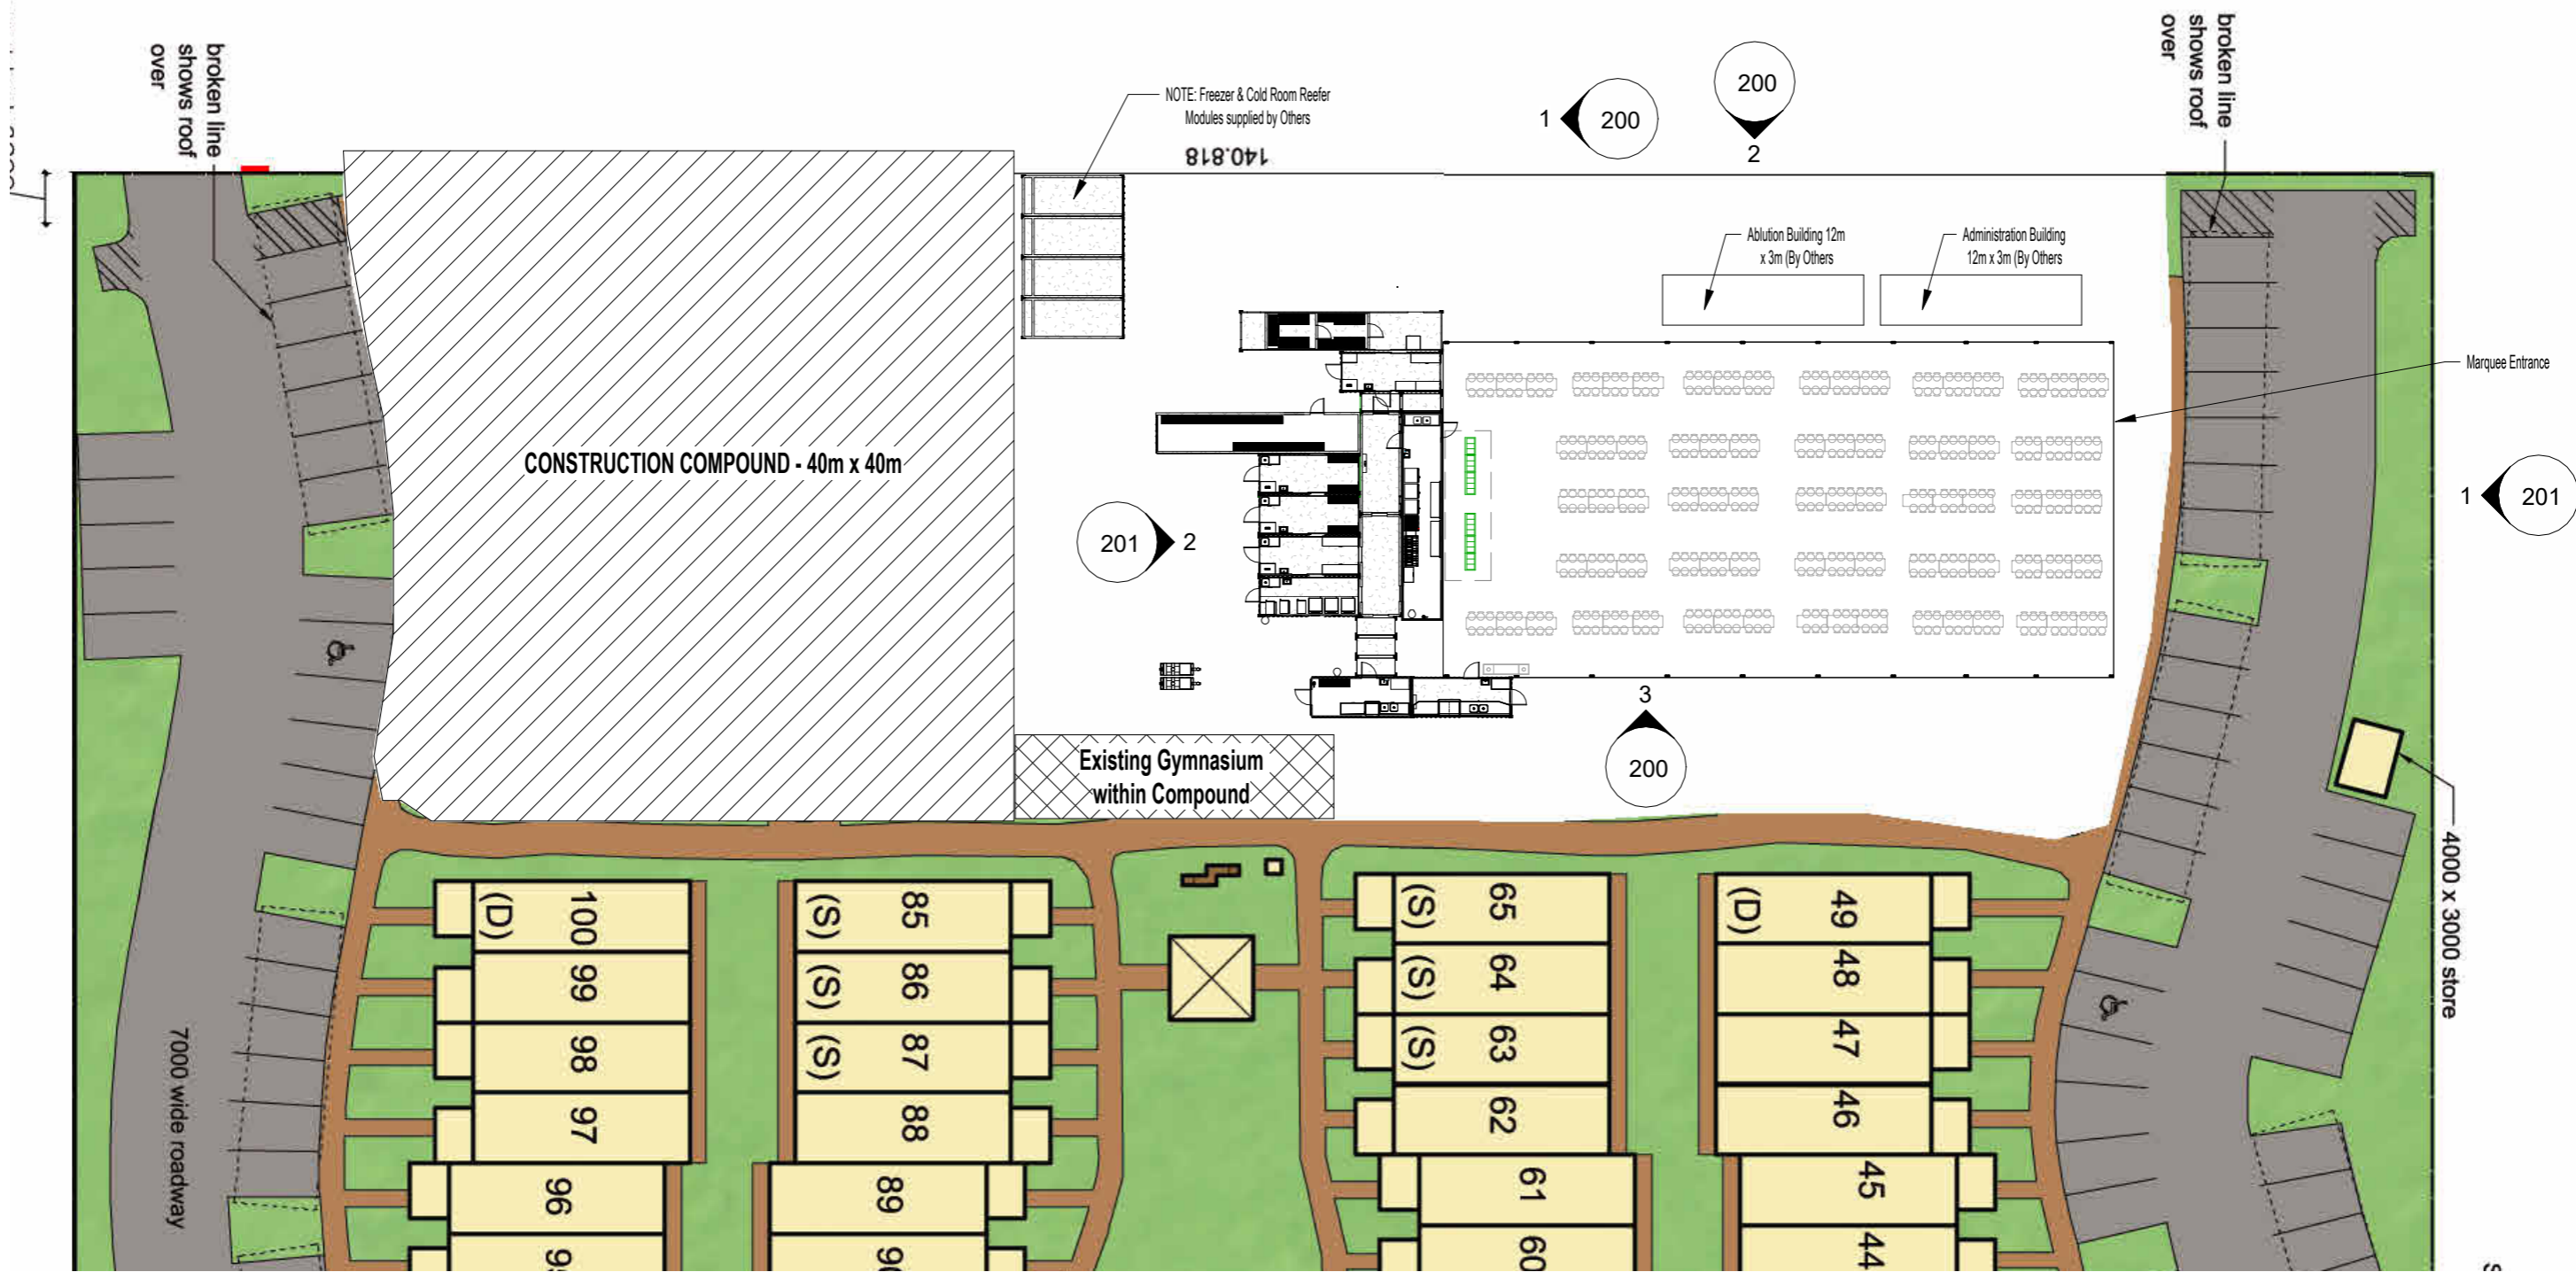 broken line
shows roof
over
NOTE: Freezer & Cold Room Reefer
Modules supplied by Others
140.818
1
200
200
2
broken line
shows roof
over
Ablution Building 12m
x 3m (By Others
Administration Building
12m x 3m (By Others
Marquee Entrance
CONSTRUCTION COMPOUND - 40m x 40m
201
2
1
201
3
200
Existing Gymnasium
within Compound
4000 x 3000 store
7000 wide roadway
100
(D)
99
98
97
96
85
(S)
86
(S)
87
(S)
88
89
65
(S)
64
(S)
63
(S)
62
61
60
49
(D)
48
47
46
45
44